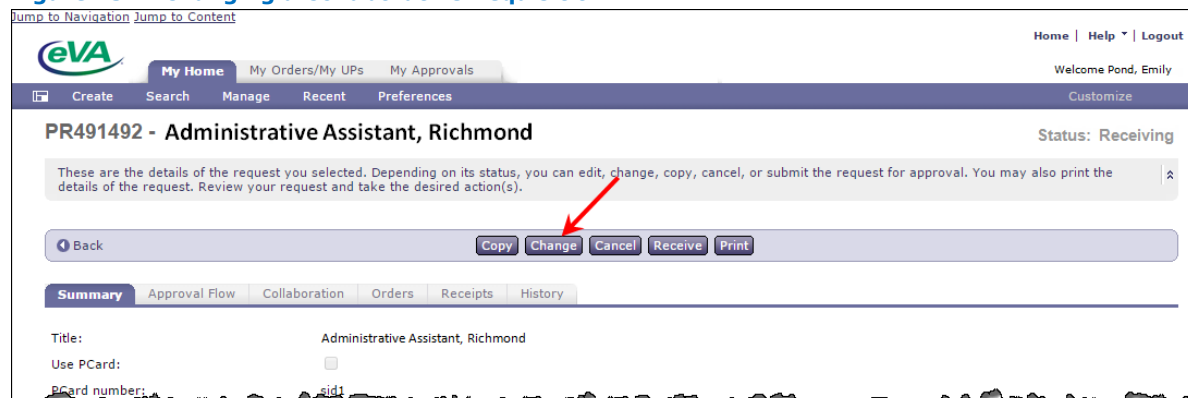 Jump to Navigation Jump to Content
Home | Help | Logout
eVA
My Home My Orders/My UPs My Approvals
Welcome Pond, Emily
Create Search Manage Recent Preferences
Customize
PR491492 - Administrative Assistant, Richmond
Status: Receiving
These are the details of the request you selected. Depending on its status, you can edit, change, copy, cancel, or submit the request for approval. You may also print the
details of the request. Review your request and take the desired action(s).
Back
Copy Change Cancel Receive Print
Summary Approval Flow Collaboration Orders Receipts History
Title: Administrative Assistant, Richmond
Use PCard:
PCard number: sid1